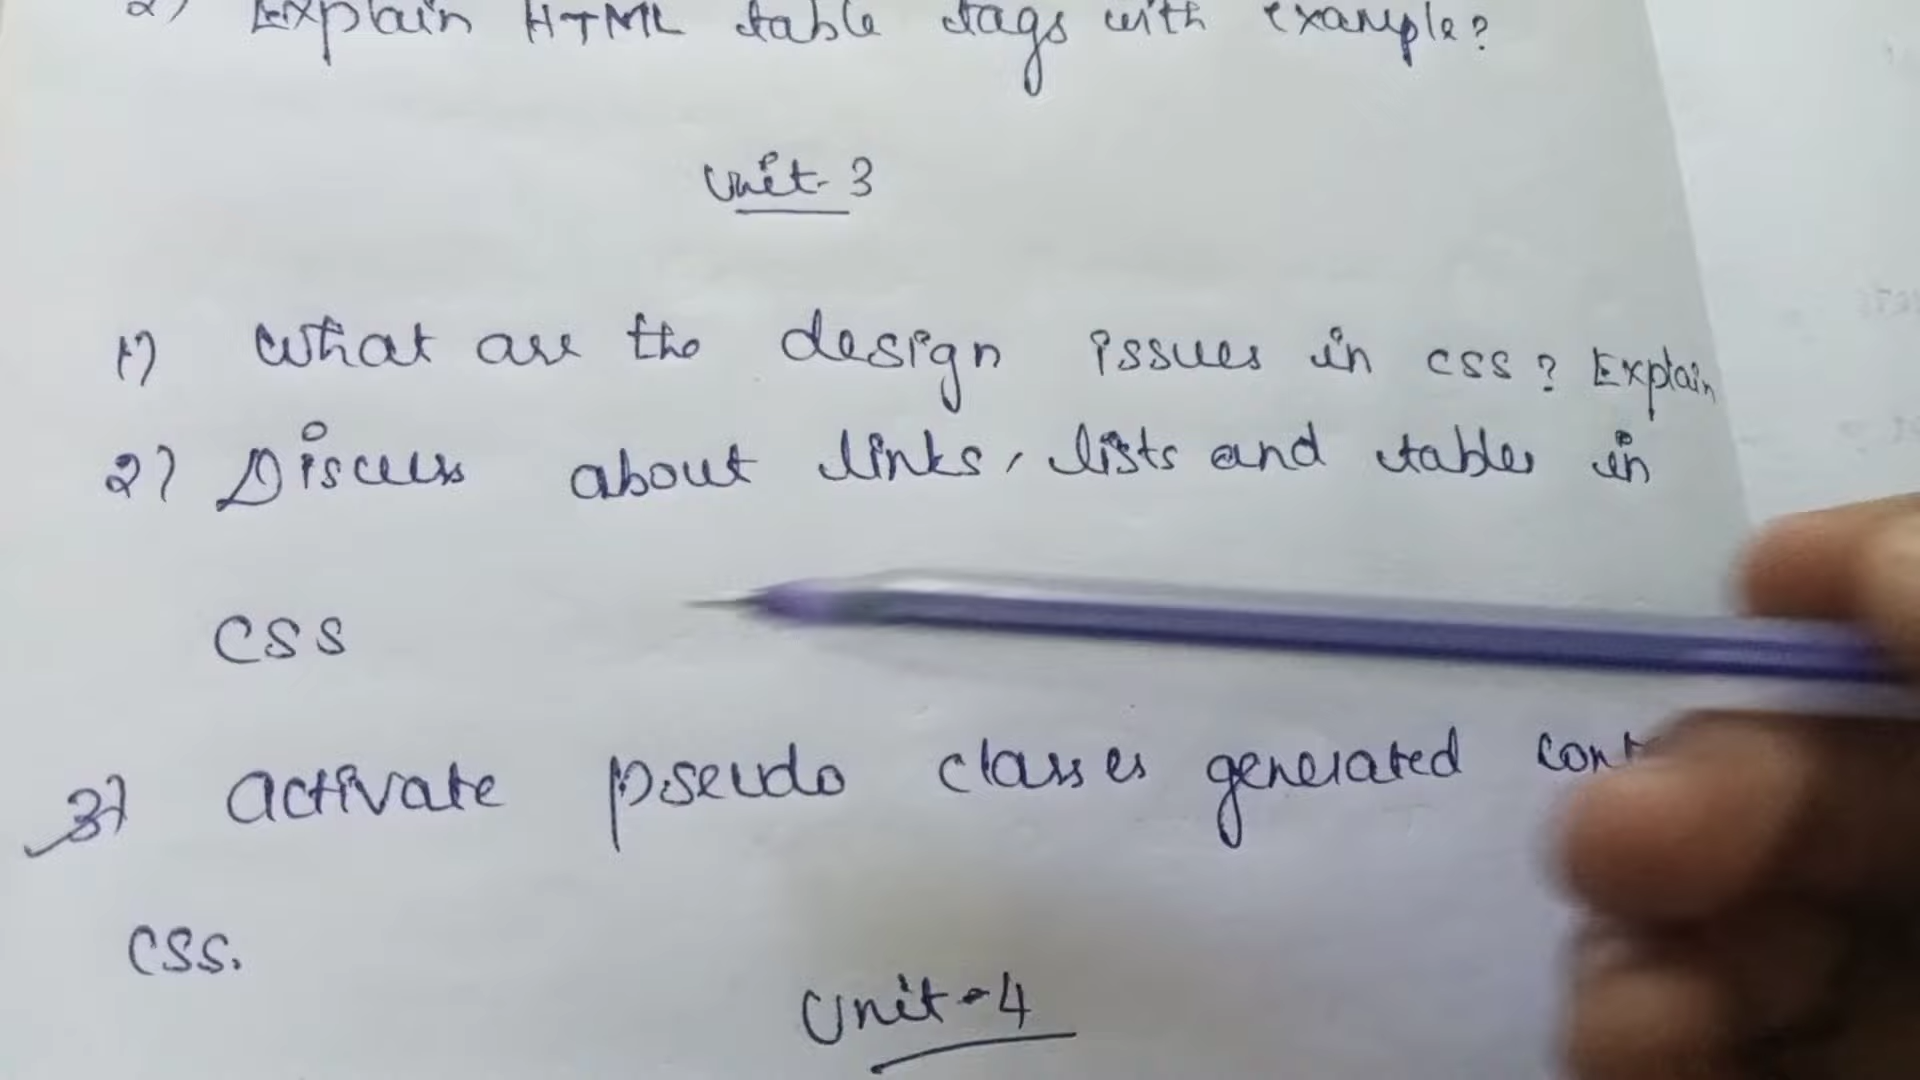 2) Explain HTML table tags with example?
Unit-3
1) What are the design issues in CSS? Explain
2) Discuss about links, lists and tables in
CSS
3) activate pseudo classes generated
CSS.
Unit-4